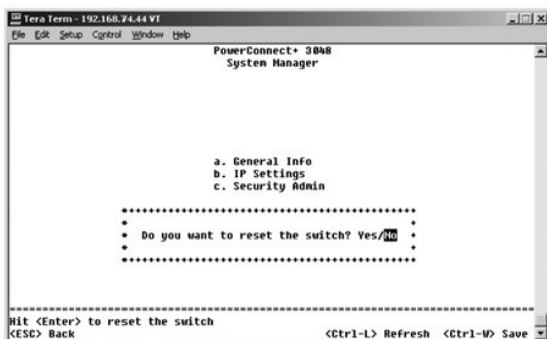 Tera Term - 192.168.74.44 VT
File Edit Setup Control Window Help
PowerConnect+ 3048
System Manager
a. General Info
b. IP Settings
c. Security Admin
Do you want to reset the switch? Yes/No
Hit <Enter> to reset the switch
<ESC> Back <Ctrl-L> Refresh <Ctrl-W> Save